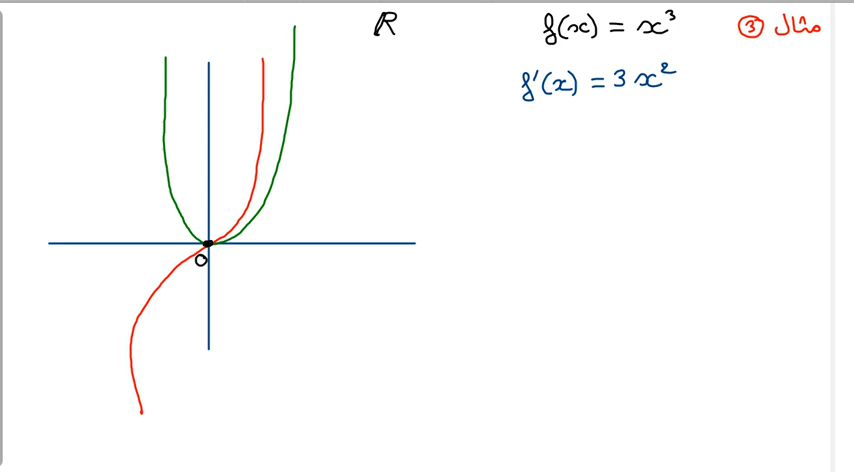 مثال ③ f(x) = x³ ℝ
f'(x) = 3x²
O